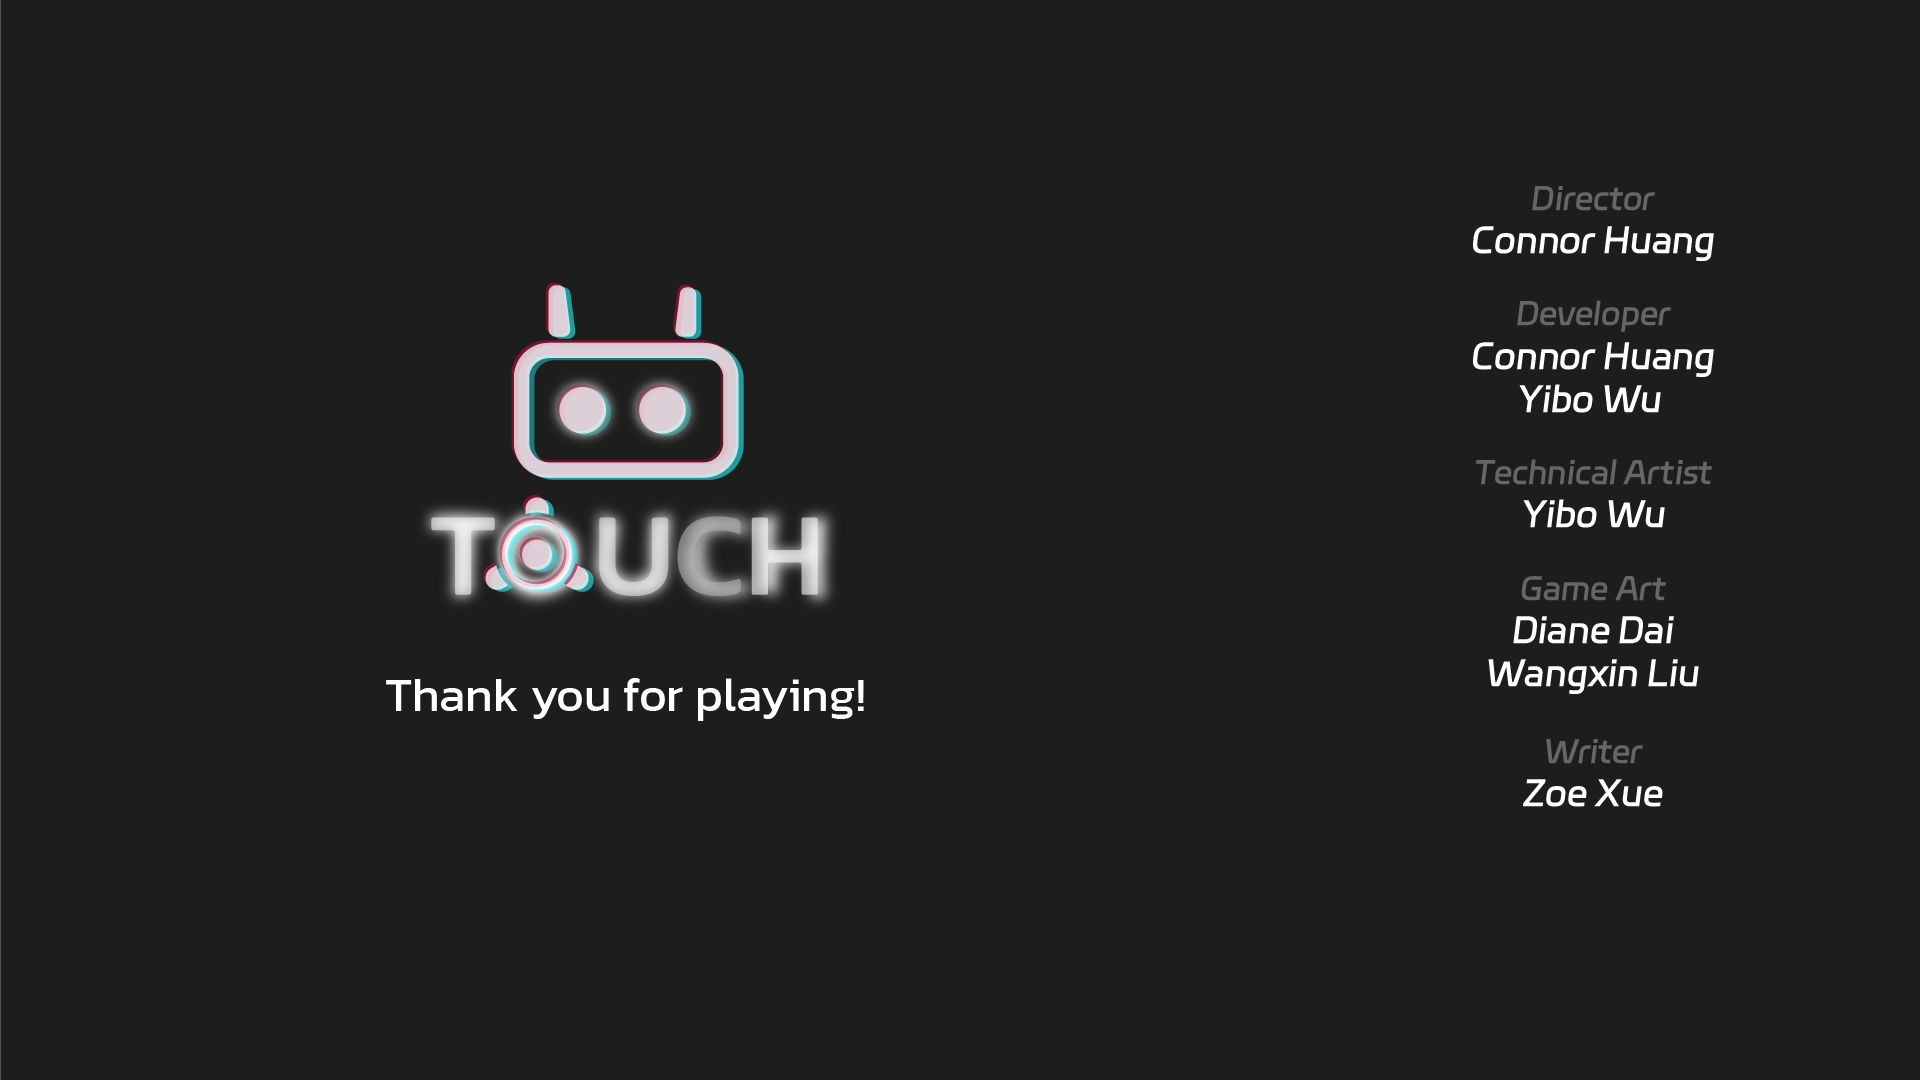 TOUCH
Thank you for playing!
Director
Connor Huang
Developer
Connor Huang
Yibo Wu
Technical Artist
Yibo Wu
Game Art
Diane Dai
Wangxin Liu
Writer
Zoe Xue